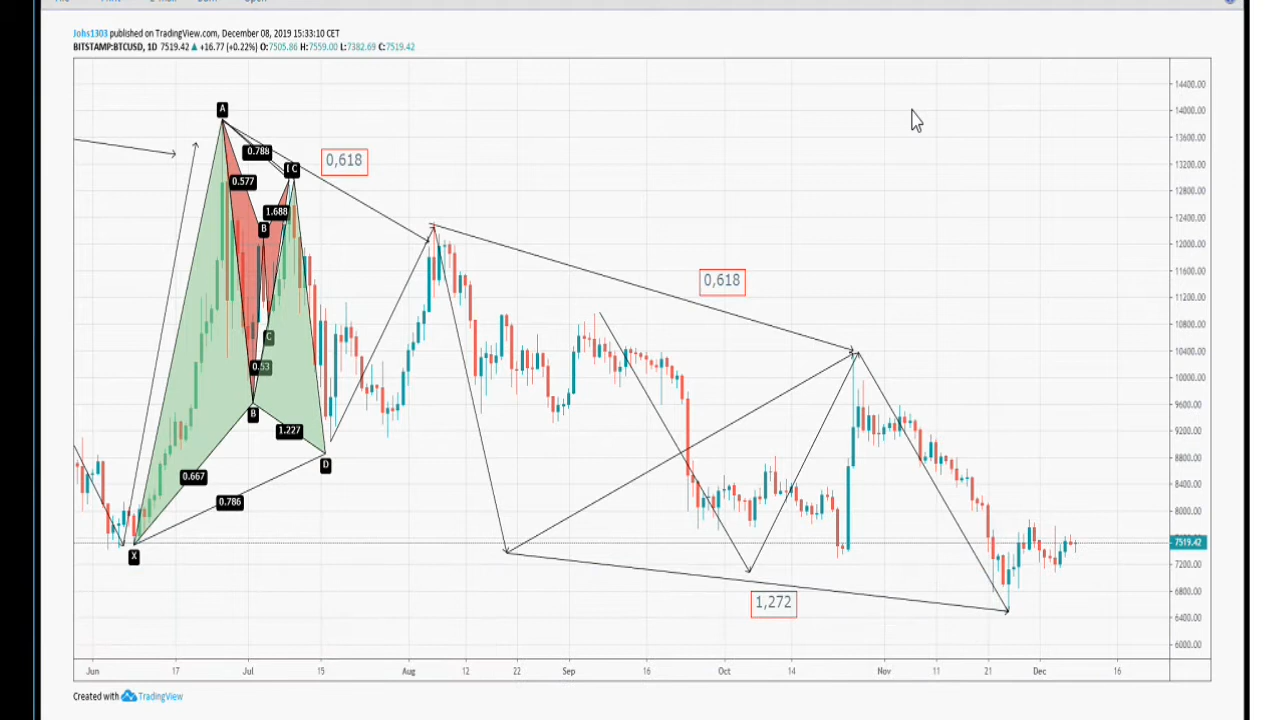 Johs1303 published on TradingView.com, December 08, 2019 15:33:10 CET
BITSTAMP:BTCUSD, 1D 7519.42 ▲ +16.77 (+0.22%) O:7505.86 H:7559.00 L:7382.69 C:7519.42
14400.00
14000.00
13600.00
13200.00
12800.00
12400.00
12000.00
11600.00
11200.00
10800.00
10400.00
10000.00
9600.00
9200.00
8800.00
8400.00
8000.00
7519.42
7200.00
6800.00
6400.00
6000.00
A
0.788
0,618
C
0.577
1.688
B
0,618
C
0.53
B
1.227
D
0.667
0.786
X
1,272
Jun 17 Jul 15 Aug 12 22 Sep 16 Oct 14 Nov 11 21 Dec 16
Created with TradingView